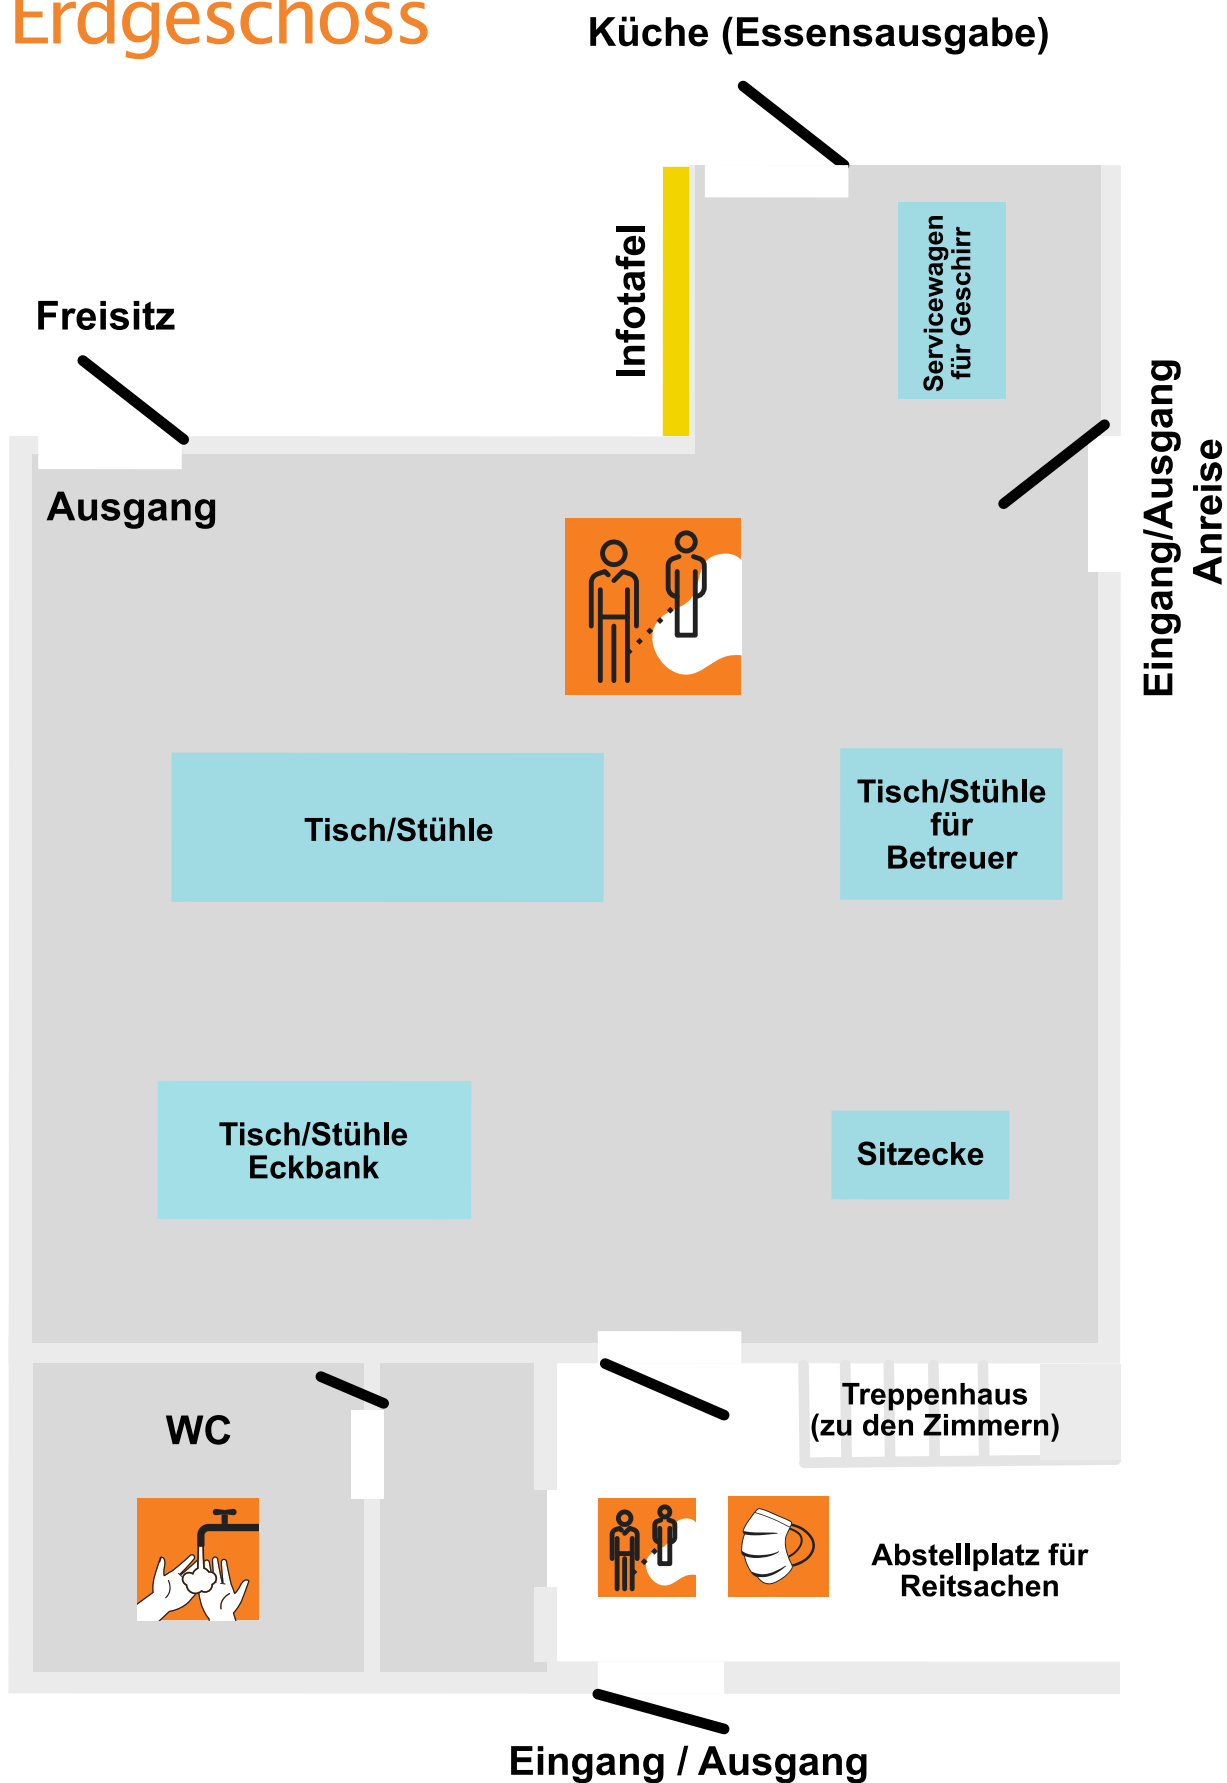 Erdgeschoss
Küche (Essensausgabe)
Infotafel
Servicewagen
für Geschirr
Freisitz
Ausgang
Eingang/Ausgang
Anreise
Tisch/Stühle
Tisch/Stühle
für
Betreuer
Tisch/Stühle
Eckbank
Sitzecke
WC
Treppenhaus
(zu den Zimmern)
Abstellplatz für
Reitsachen
Eingang / Ausgang